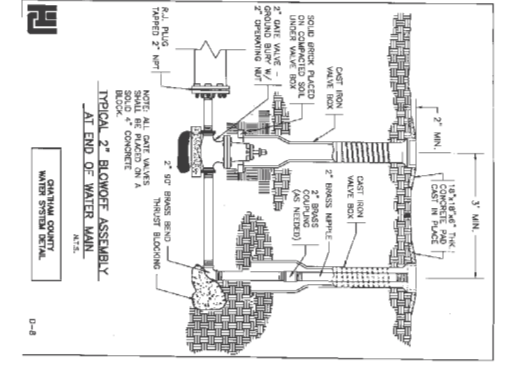 2" MIN.
3' MIN.
18"x18"x6" THK.
CONCRETE PAD
CAST IN PLACE
CAST IRON
VALVE BOX
SOLID BRICK PLACED
ON COMPACTED SOIL
UNDER VALVE BOX
2" GATE VALVE –
GROUND BURY W/
2" OPERATING NUT
R.J. PLUG
TAPPED 2" NPT
CAST IRON
VALVE BOX
2" BRASS NIPPLE
2" BRASS
COUPLING
(AS NEEDED)
2" 90° BRASS BEND
THRUST BLOCKING
NOTE: ALL GATE VALVES
SHALL BE PLACED ON A
SOLID 4" CONCRETE
BLOCK.
TYPICAL 2" BLOWOFF ASSEMBLY
AT END OF WATER MAIN
N.T.S.
CHATHAM COUNTY
WATER SYSTEM DETAIL
D-8